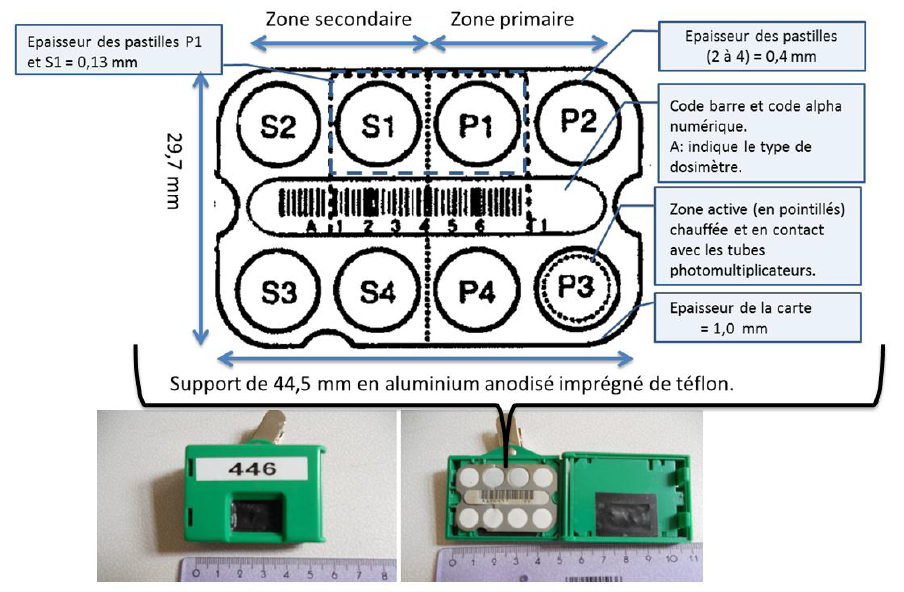 Zone secondaire Zone primaire
Epaisseur des pastilles P1
et S1 = 0,13 mm
Epaisseur des pastilles
(2 à 4) = 0,4 mm
S2 S1 P1 P2
Code barre et code alpha
numérique.
A: indique le type de
dosimètre.
29,7 mm
A 1 2 3 4 5 6 1
Zone active (en pointillés)
chauffée et en contact
avec les tubes
photomultiplicateurs.
S3 S4 P4 P3
Epaisseur de la carte
= 1,0 mm
Support de 44,5 mm en aluminium anodisé imprégné de téflon.
446
0 1 2 3 4 5 6 7 8
0 1 2 3 4 5 6 7 8 9 10 11